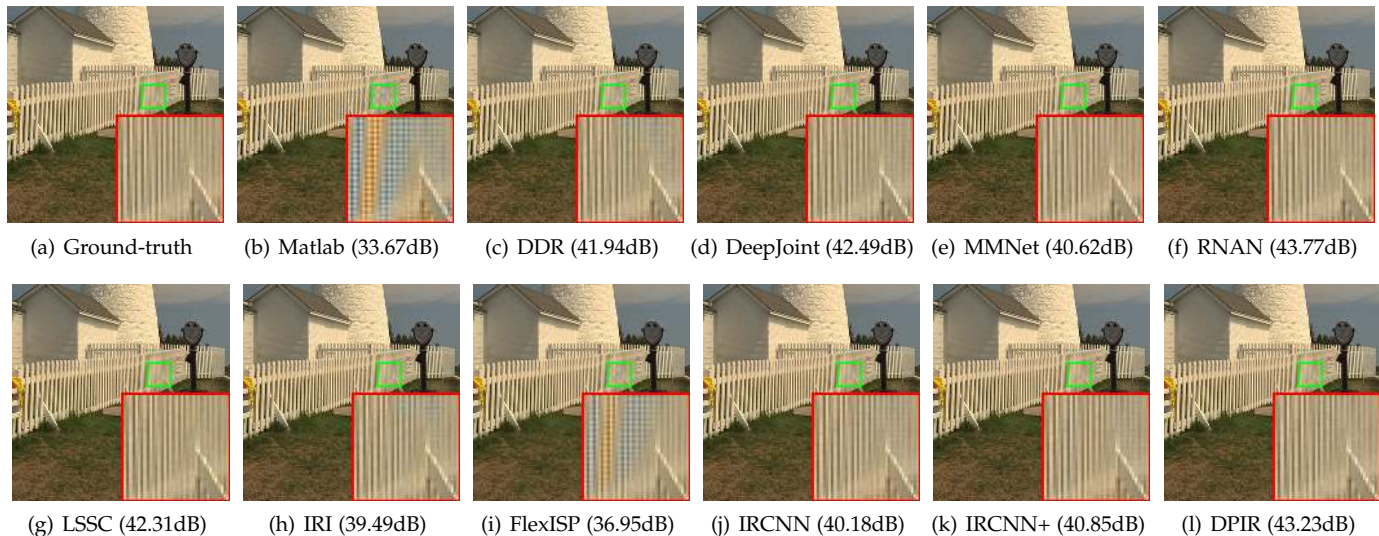 (a) Ground-truth
(b) Matlab (33.67dB)
(c) DDR (41.94dB)
(d) DeepJoint (42.49dB)
(e) MMNet (40.62dB)
(f) RNAN (43.77dB)
(g) LSSC (42.31dB)
(h) IRI (39.49dB)
(i) FlexISP (36.95dB)
(j) IRCNN (40.18dB)
(k) IRCNN+ (40.85dB)
(l) DPIR (43.23dB)